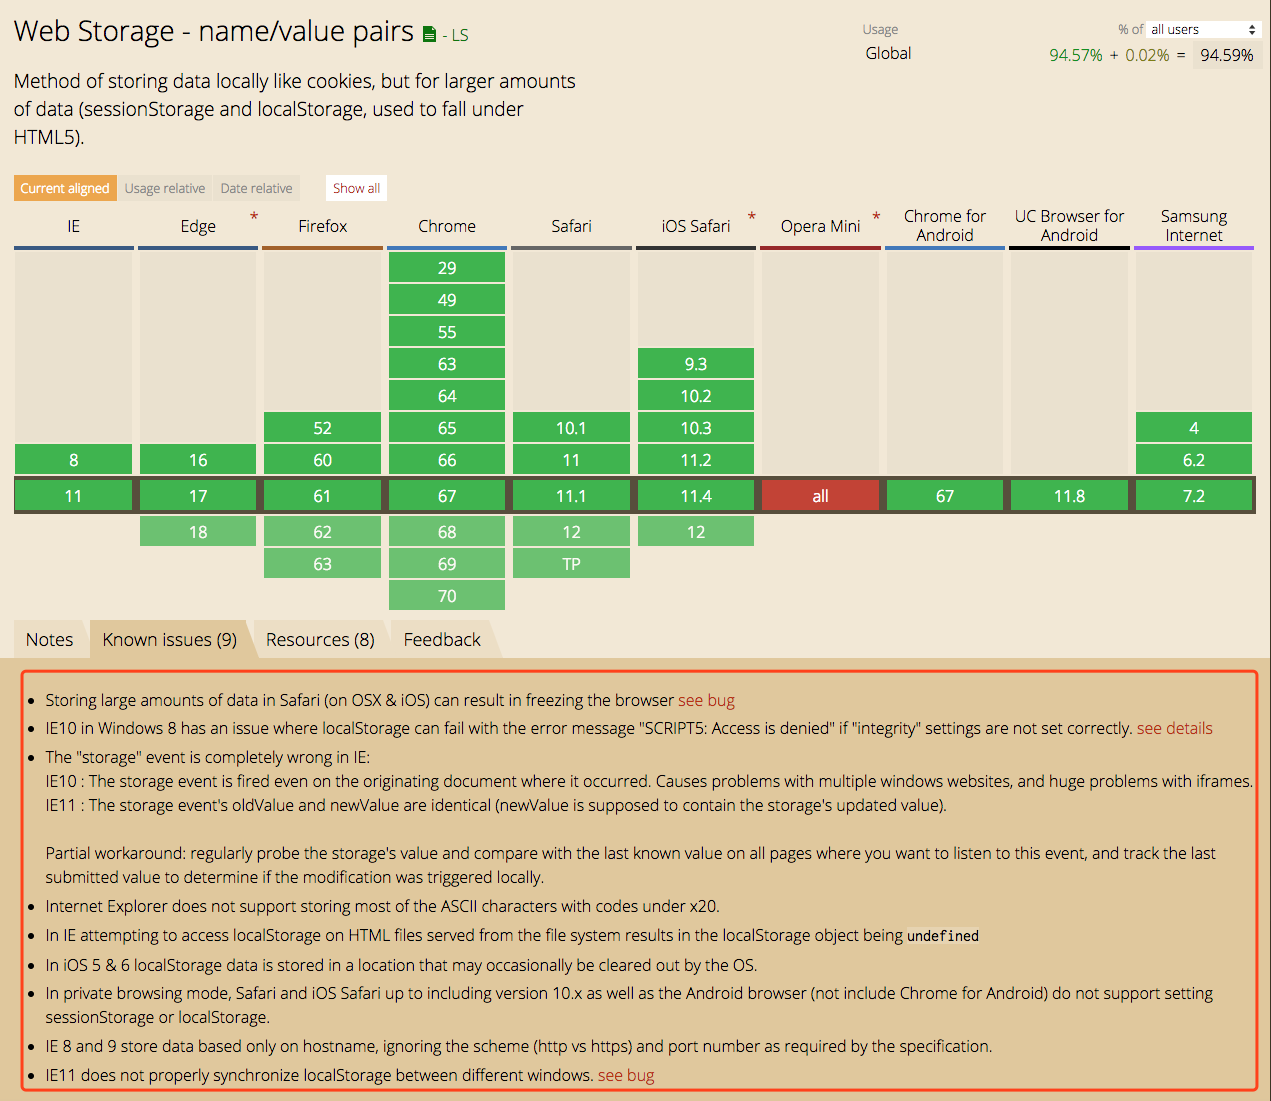 Web Storage - name/value pairs - LS
Usage % of all users
Global 94.57% + 0.02% = 94.59%
Method of storing data locally like cookies, but for larger amounts
of data (sessionStorage and localStorage, used to fall under
HTML5).
Current aligned Usage relative Date relative Show all
IE Edge * Firefox Chrome Safari iOS Safari * Opera Mini * Chrome for Android UC Browser for Android Samsung Internet
29
49
55
63 9.3
64 10.2
52 65 10.1 10.3 4
8 16 60 66 11 11.2 6.2
11 17 61 67 11.1 11.4 all 67 11.8 7.2
18 62 68 12 12
63 69 TP
70
Notes Known issues (9) Resources (8) Feedback
• Storing large amounts of data in Safari (on OSX & iOS) can result in freezing the browser see bug
• IE10 in Windows 8 has an issue where localStorage can fail with the error message "SCRIPT5: Access is denied" if "integrity" settings are not set correctly. see details
• The "storage" event is completely wrong in IE:
IE10 : The storage event is fired even on the originating document where it occurred. Causes problems with multiple windows websites, and huge problems with iframes.
IE11 : The storage event's oldValue and newValue are identical (newValue is supposed to contain the storage's updated value).
Partial workaround: regularly probe the storage's value and compare with the last known value on all pages where you want to listen to this event, and track the last
submitted value to determine if the modification was triggered locally.
• Internet Explorer does not support storing most of the ASCII characters with codes under x20.
• In IE attempting to access localStorage on HTML files served from the file system results in the localStorage object being undefined
• In iOS 5 & 6 localStorage data is stored in a location that may occasionally be cleared out by the OS.
• In private browsing mode, Safari and iOS Safari up to including version 10.x as well as the Android browser (not include Chrome for Android) do not support setting
sessionStorage or localStorage.
• IE 8 and 9 store data based only on hostname, ignoring the scheme (http vs https) and port number as required by the specification.
• IE11 does not properly synchronize localStorage between different windows. see bug